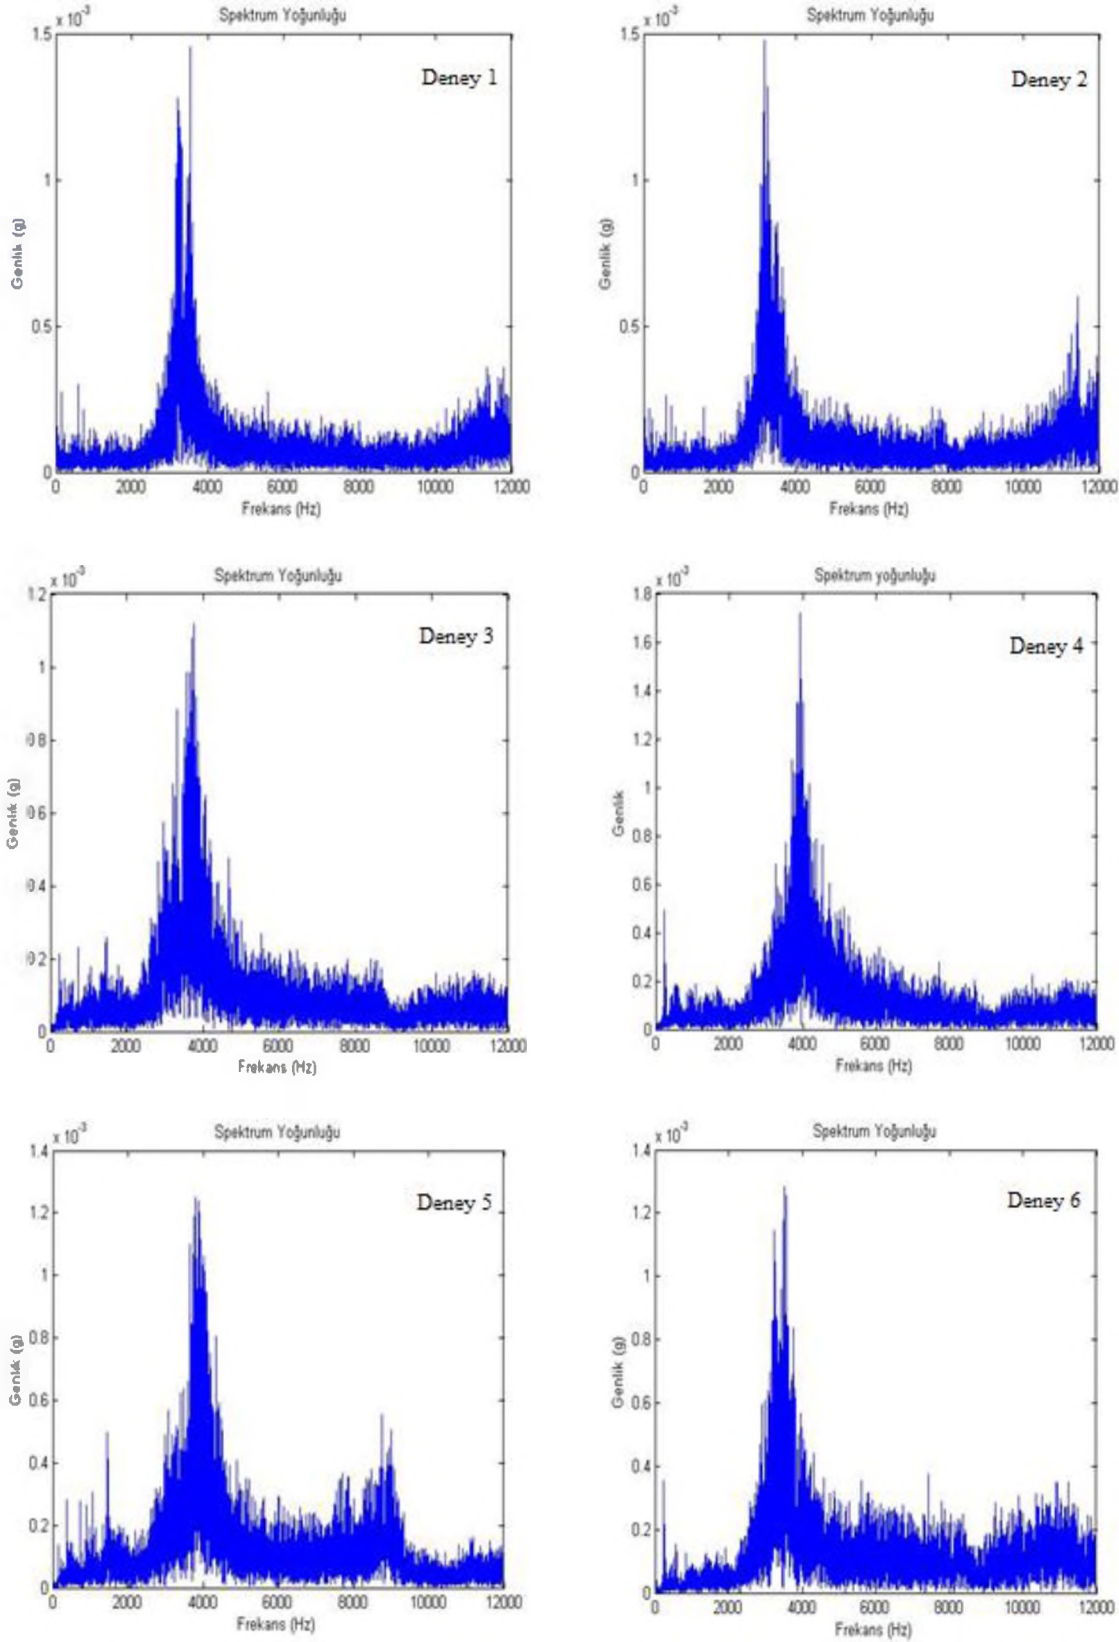 Spektrum Yoğunluğu
x 10⁻³
Deney 1
1.5
1
0.5
0
Genlik (g)
0 2000 4000 6000 8000 10000 12000
Frekans (Hz)
Spektrum Yoğunluğu
x 10⁻³
Deney 2
1.5
1
0.5
0
Genlik (g)
0 2000 4000 6000 8000 10000 12000
Frekans (Hz)
Spektrum Yoğunluğu
x 10⁻³
Deney 3
1.2
1
0.8
0.6
0.4
0.2
0
Genlik (g)
0 2000 4000 6000 8000 10000 12000
Frekans (Hz)
Spektrum yoğunluğu
x 10⁻³
Deney 4
1.8
1.6
1.4
1.2
1
0.8
0.6
0.4
0.2
0
Genlik
0 2000 4000 6000 8000 10000 12000
Frekans (Hz)
Spektrum Yoğunluğu
x 10⁻³
Deney 5
1.4
1.2
1
0.8
0.6
0.4
0.2
0
Genlik (g)
0 2000 4000 6000 8000 10000 12000
Frekans (Hz)
Spektrum Yoğunluğu
x 10⁻³
Deney 6
1.4
1.2
1
0.8
0.6
0.4
0.2
0
Genlik (g)
0 2000 4000 6000 8000 10000 12000
Frekans (Hz)